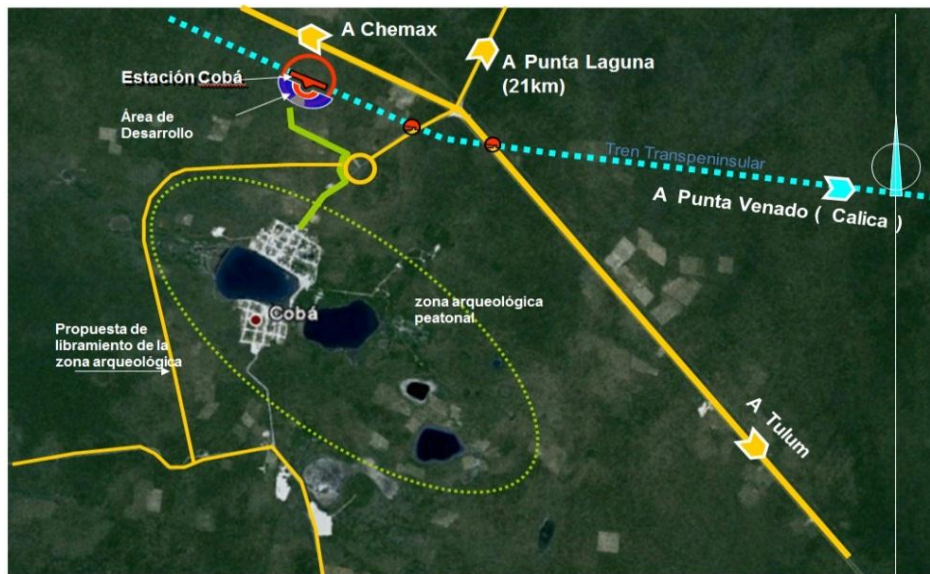 A Chemax
A Punta Laguna
(21km)
Estación Cobá
Área de
Desarrollo
Tren Transpeninsular
A Punta Venado ( Calica )
zona arqueológica
peatonal
Cobá
Propuesta de
libramiento de la
zona arqueológica
A Tulum